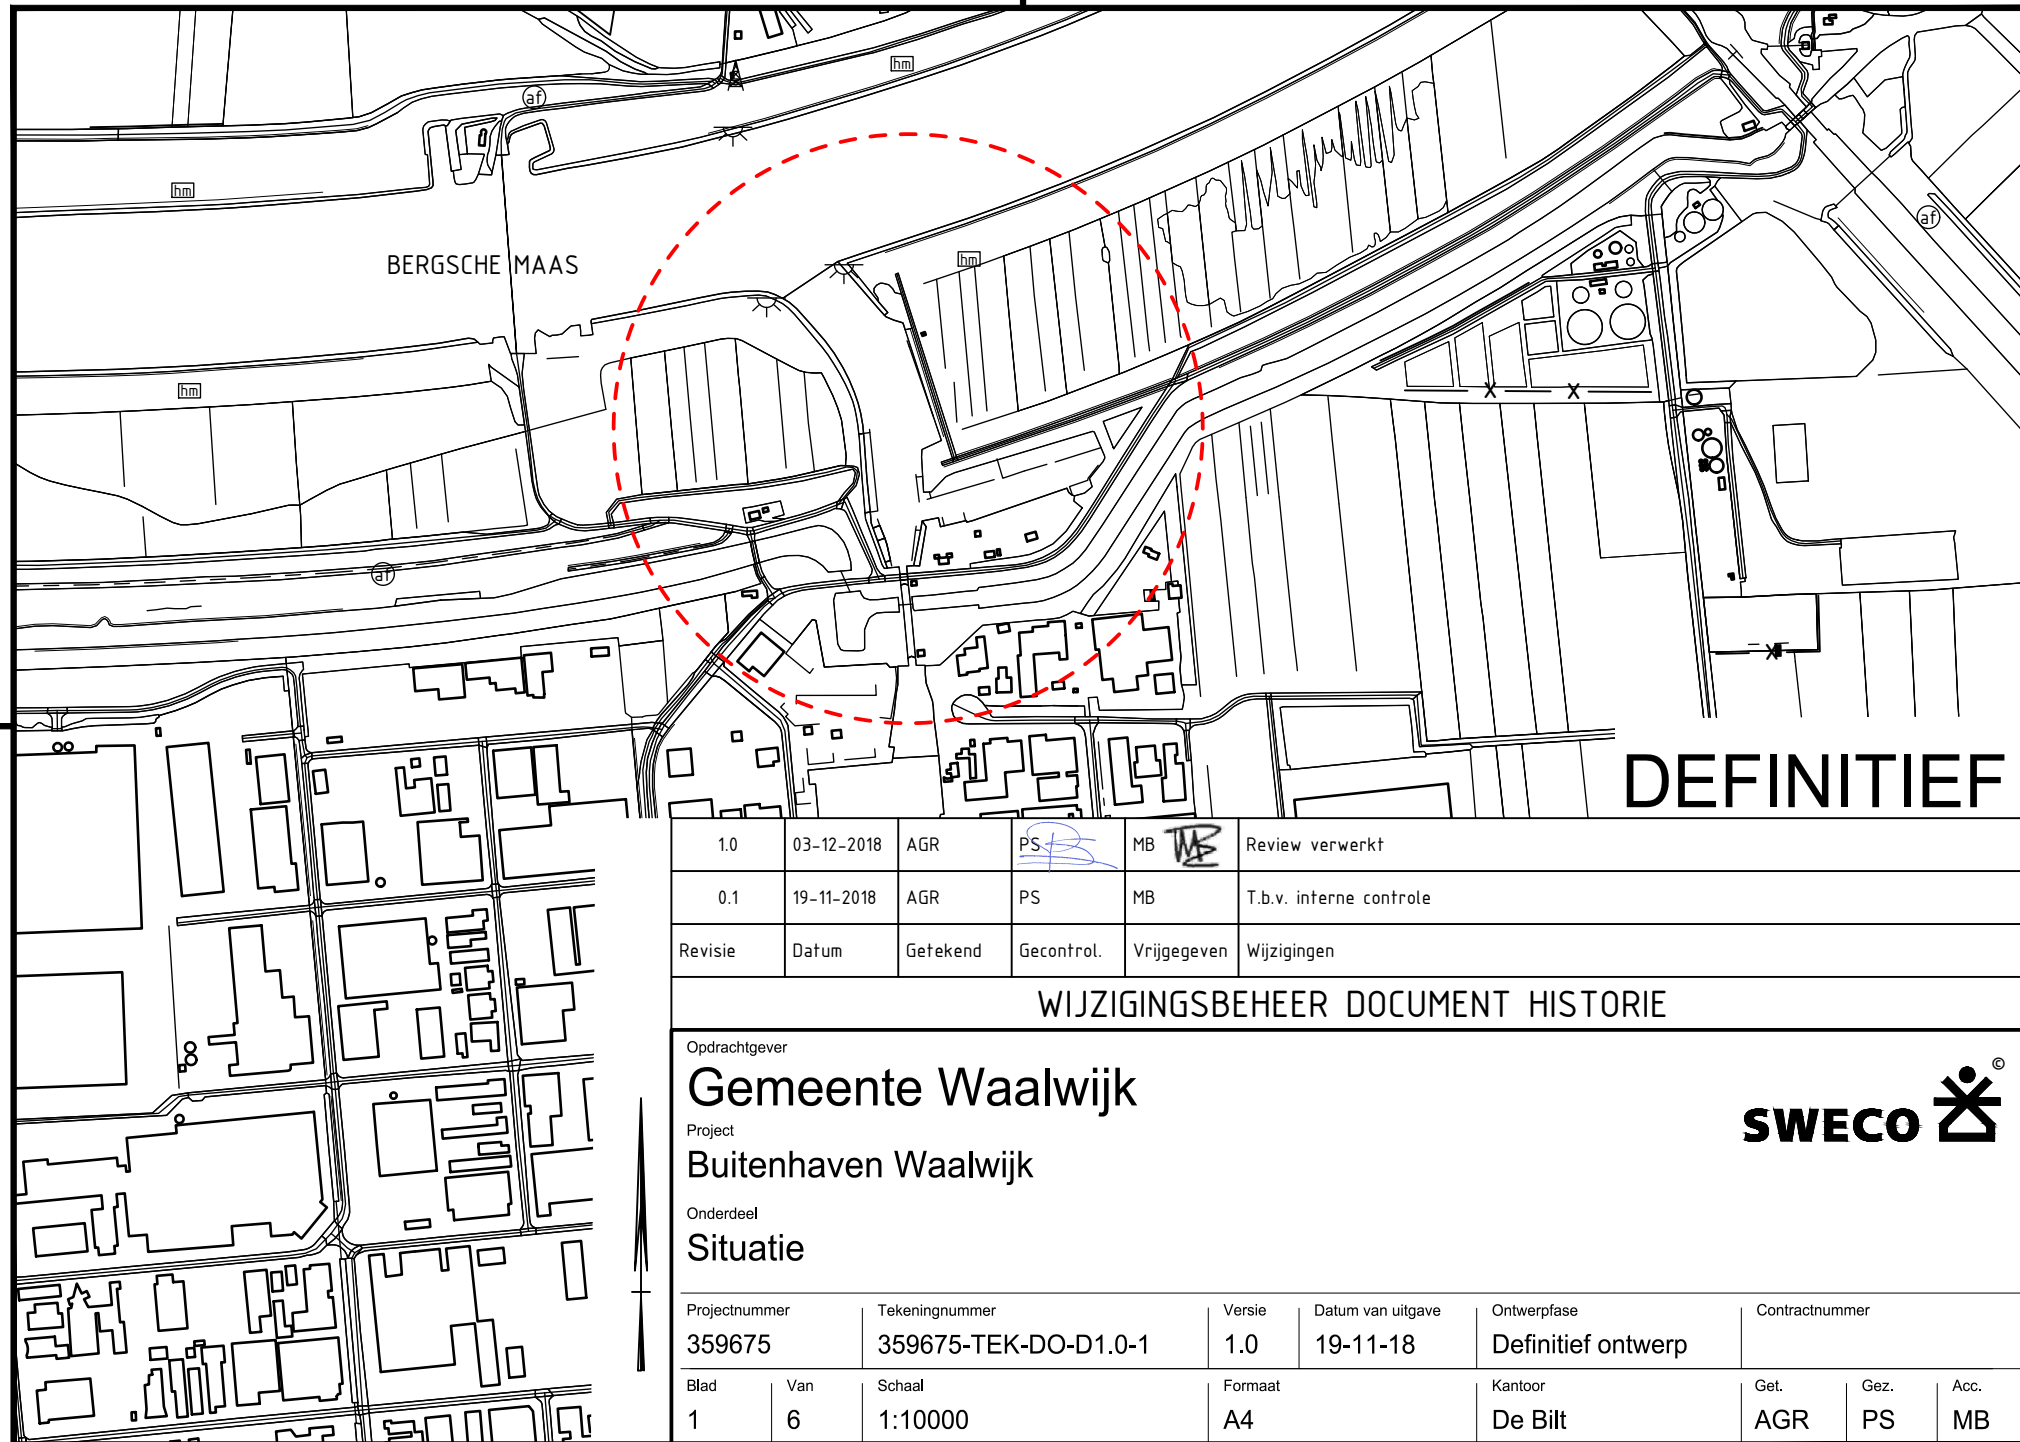 hm
af
hm
af
BERGSCHE MAAS
hm
hm
X X
af
X
DEFINITIEF
1.0 03-12-2018 AGR PS MB Review verwerkt
0.1 19-11-2018 AGR PS MB T.b.v. interne controle
Revisie Datum Getekend Gecontrol. Vrijgegeven Wijzigingen
WIJZIGINGSBEHEER DOCUMENT HISTORIE
Opdrachtgever
Gemeente Waalwijk
©
SWECO
Project
Buitenhaven Waalwijk
Onderdeel
Situatie
Projectnummer Tekeningnummer Versie Datum van uitgave Ontwerpfase Contractnummer
359675 359675-TEK-DO-D1.0-1 1.0 19-11-18 Definitief ontwerp
Blad Van Schaal Formaat Kantoor Get. Gez. Acc.
1 6 1:10000 A4 De Bilt AGR PS MB